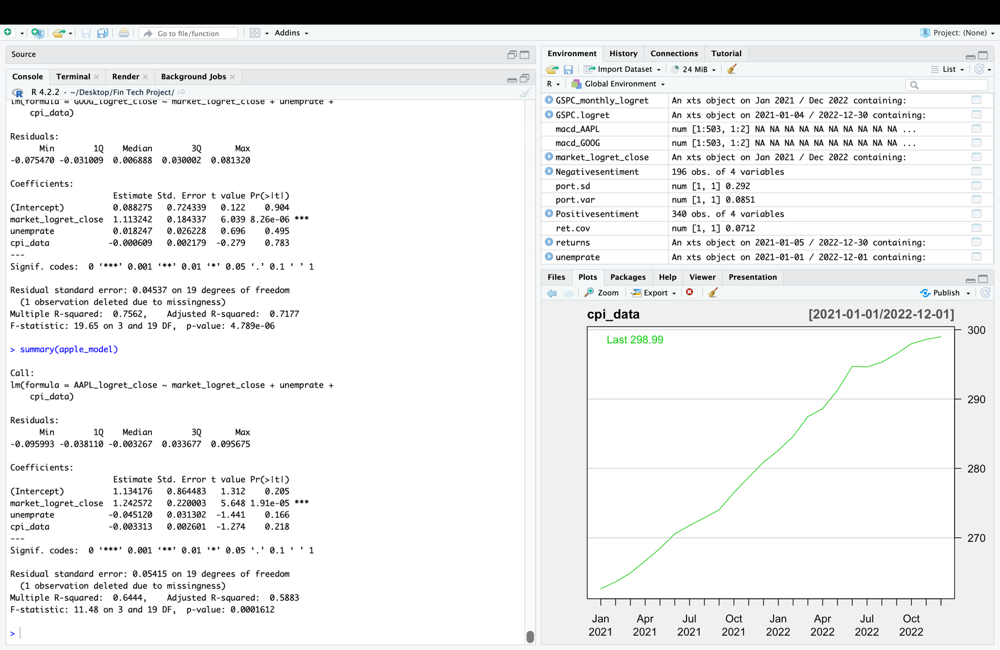 Go to file/function
Addins
Project: (None)
Source
Console Terminal Render Background Jobs
R 4.2.2 · ~/Desktop/Fin Tech Project/
lm(formula = GOOG_logret_close ~ market_logret_close + unemprate +
    cpi_data)
Residuals:
      Min        1Q    Median        3Q       Max
-0.075470 -0.031009  0.006888  0.030002  0.081320
Coefficients:
                     Estimate Std. Error t value Pr(>|t|)
(Intercept)          0.088275   0.724339   0.122    0.904
market_logret_close  1.113242   0.184337   6.039 8.26e-06 ***
unemprate            0.018247   0.026228   0.696    0.495
cpi_data            -0.000609   0.002179  -0.279    0.783
---
Signif. codes:  0 ‘***’ 0.001 ‘**’ 0.01 ‘*’ 0.05 ‘.’ 0.1 ‘ ’ 1
Residual standard error: 0.04537 on 19 degrees of freedom
  (1 observation deleted due to missingness)
Multiple R-squared:  0.7562,	Adjusted R-squared:  0.7177
F-statistic: 19.65 on 3 and 19 DF,  p-value: 4.789e-06
> summary(apple_model)
Call:
lm(formula = AAPL_logret_close ~ market_logret_close + unemprate +
    cpi_data)
Residuals:
      Min        1Q    Median        3Q       Max
-0.095993 -0.038110 -0.003267  0.033677  0.095675
Coefficients:
                     Estimate Std. Error t value Pr(>|t|)
(Intercept)          1.134176   0.864483   1.312    0.205
market_logret_close  1.242572   0.220003   5.648 1.91e-05 ***
unemprate           -0.045120   0.031302  -1.441    0.166
cpi_data            -0.003313   0.002601  -1.274    0.218
---
Signif. codes:  0 ‘***’ 0.001 ‘**’ 0.01 ‘*’ 0.05 ‘.’ 0.1 ‘ ’ 1
Residual standard error: 0.05415 on 19 degrees of freedom
  (1 observation deleted due to missingness)
Multiple R-squared:  0.6444,	Adjusted R-squared:  0.5883
F-statistic: 11.48 on 3 and 19 DF,  p-value: 0.0001612
>
Environment History Connections Tutorial
Import Dataset 24 MiB List
R Global Environment
GSPC_monthly_logret An xts object on Jan 2021 / Dec 2022 containing:
GSPC.logret An xts object on 2021-01-04 / 2022-12-30 containing:
macd_AAPL num [1:503, 1:2] NA NA NA NA NA NA NA NA NA NA ...
macd_GOOG num [1:503, 1:2] NA NA NA NA NA NA NA NA NA NA ...
market_logret_close An xts object on Jan 2021 / Dec 2022 containing:
Negativesentiment 196 obs. of 4 variables
port.sd num [1, 1] 0.292
port.var num [1, 1] 0.0851
Positivesentiment 340 obs. of 4 variables
ret.cov num [1, 1] 0.0712
returns An xts object on 2021-01-05 / 2022-12-30 containing:
unemprate An xts object on 2021-01-01 / 2022-12-01 containing:
Files Plots Packages Help Viewer Presentation
Zoom Export Publish
cpi_data [2021-01-01/2022-12-01]
Last 298.99
300
290
280
270
Jan Apr Jul Oct Jan Apr Jul Oct
2021 2021 2021 2021 2022 2022 2022 2022